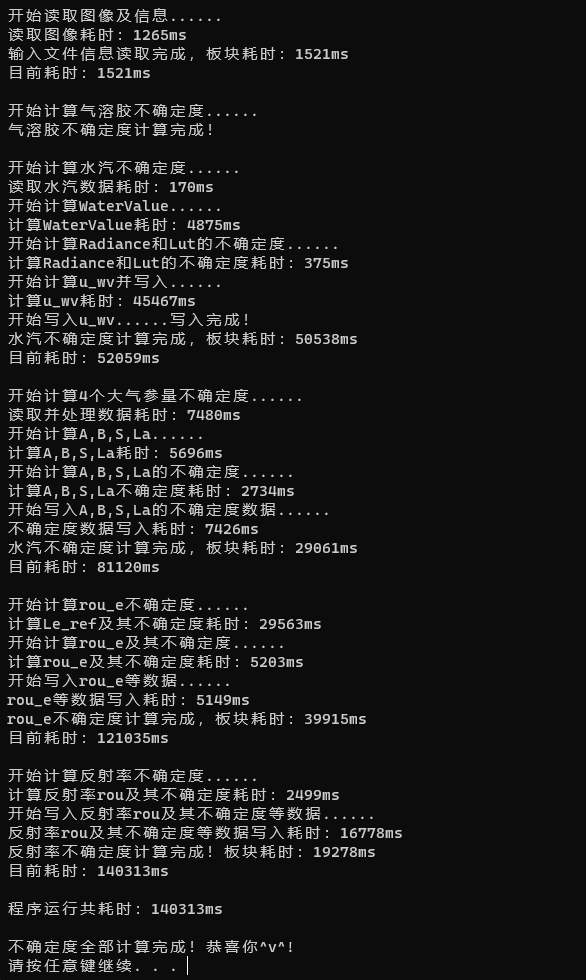 开始读取图像及信息......
读取图像耗时：1265ms
输入文件信息读取完成，板块耗时：1521ms
目前耗时：1521ms
开始计算气溶胶不确定度......
气溶胶不确定度计算完成！
开始计算水汽不确定度......
读取水汽数据耗时：170ms
开始计算WaterValue......
计算WaterValue耗时：4875ms
开始计算Radiance和Lut的不确定度......
计算Radiance和Lut的不确定度耗时：375ms
开始计算u_wv并写入......
计算u_wv耗时：45467ms
开始写入u_wv......写入完成！
水汽不确定度计算完成，板块耗时：50538ms
目前耗时：52059ms
开始计算4个大气参量不确定度......
读取并处理数据耗时：7480ms
开始计算A,B,S,La......
计算A,B,S,La耗时：5696ms
开始计算A,B,S,La的不确定度......
计算A,B,S,La不确定度耗时：2734ms
开始写入A,B,S,La的不确定度数据......
不确定度数据写入耗时：7426ms
水汽不确定度计算完成，板块耗时：29061ms
目前耗时：81120ms
开始计算rou_e不确定度......
计算Le_ref及其不确定度耗时：29563ms
开始计算rou_e及其不确定度......
计算rou_e及其不确定度耗时：5203ms
开始写入rou_e等数据......
rou_e等数据写入耗时：5149ms
rou_e不确定度计算完成，板块耗时：39915ms
目前耗时：121035ms
开始计算反射率不确定度......
计算反射率rou及其不确定度耗时：2499ms
开始写入反射率rou及其不确定度等数据......
反射率rou及其不确定度等数据写入耗时：16778ms
反射率不确定度计算完成！板块耗时：19278ms
目前耗时：140313ms
程序运行共耗时：140313ms
不确定度全部计算完成！恭喜你^v^！
请按任意键继续. . .